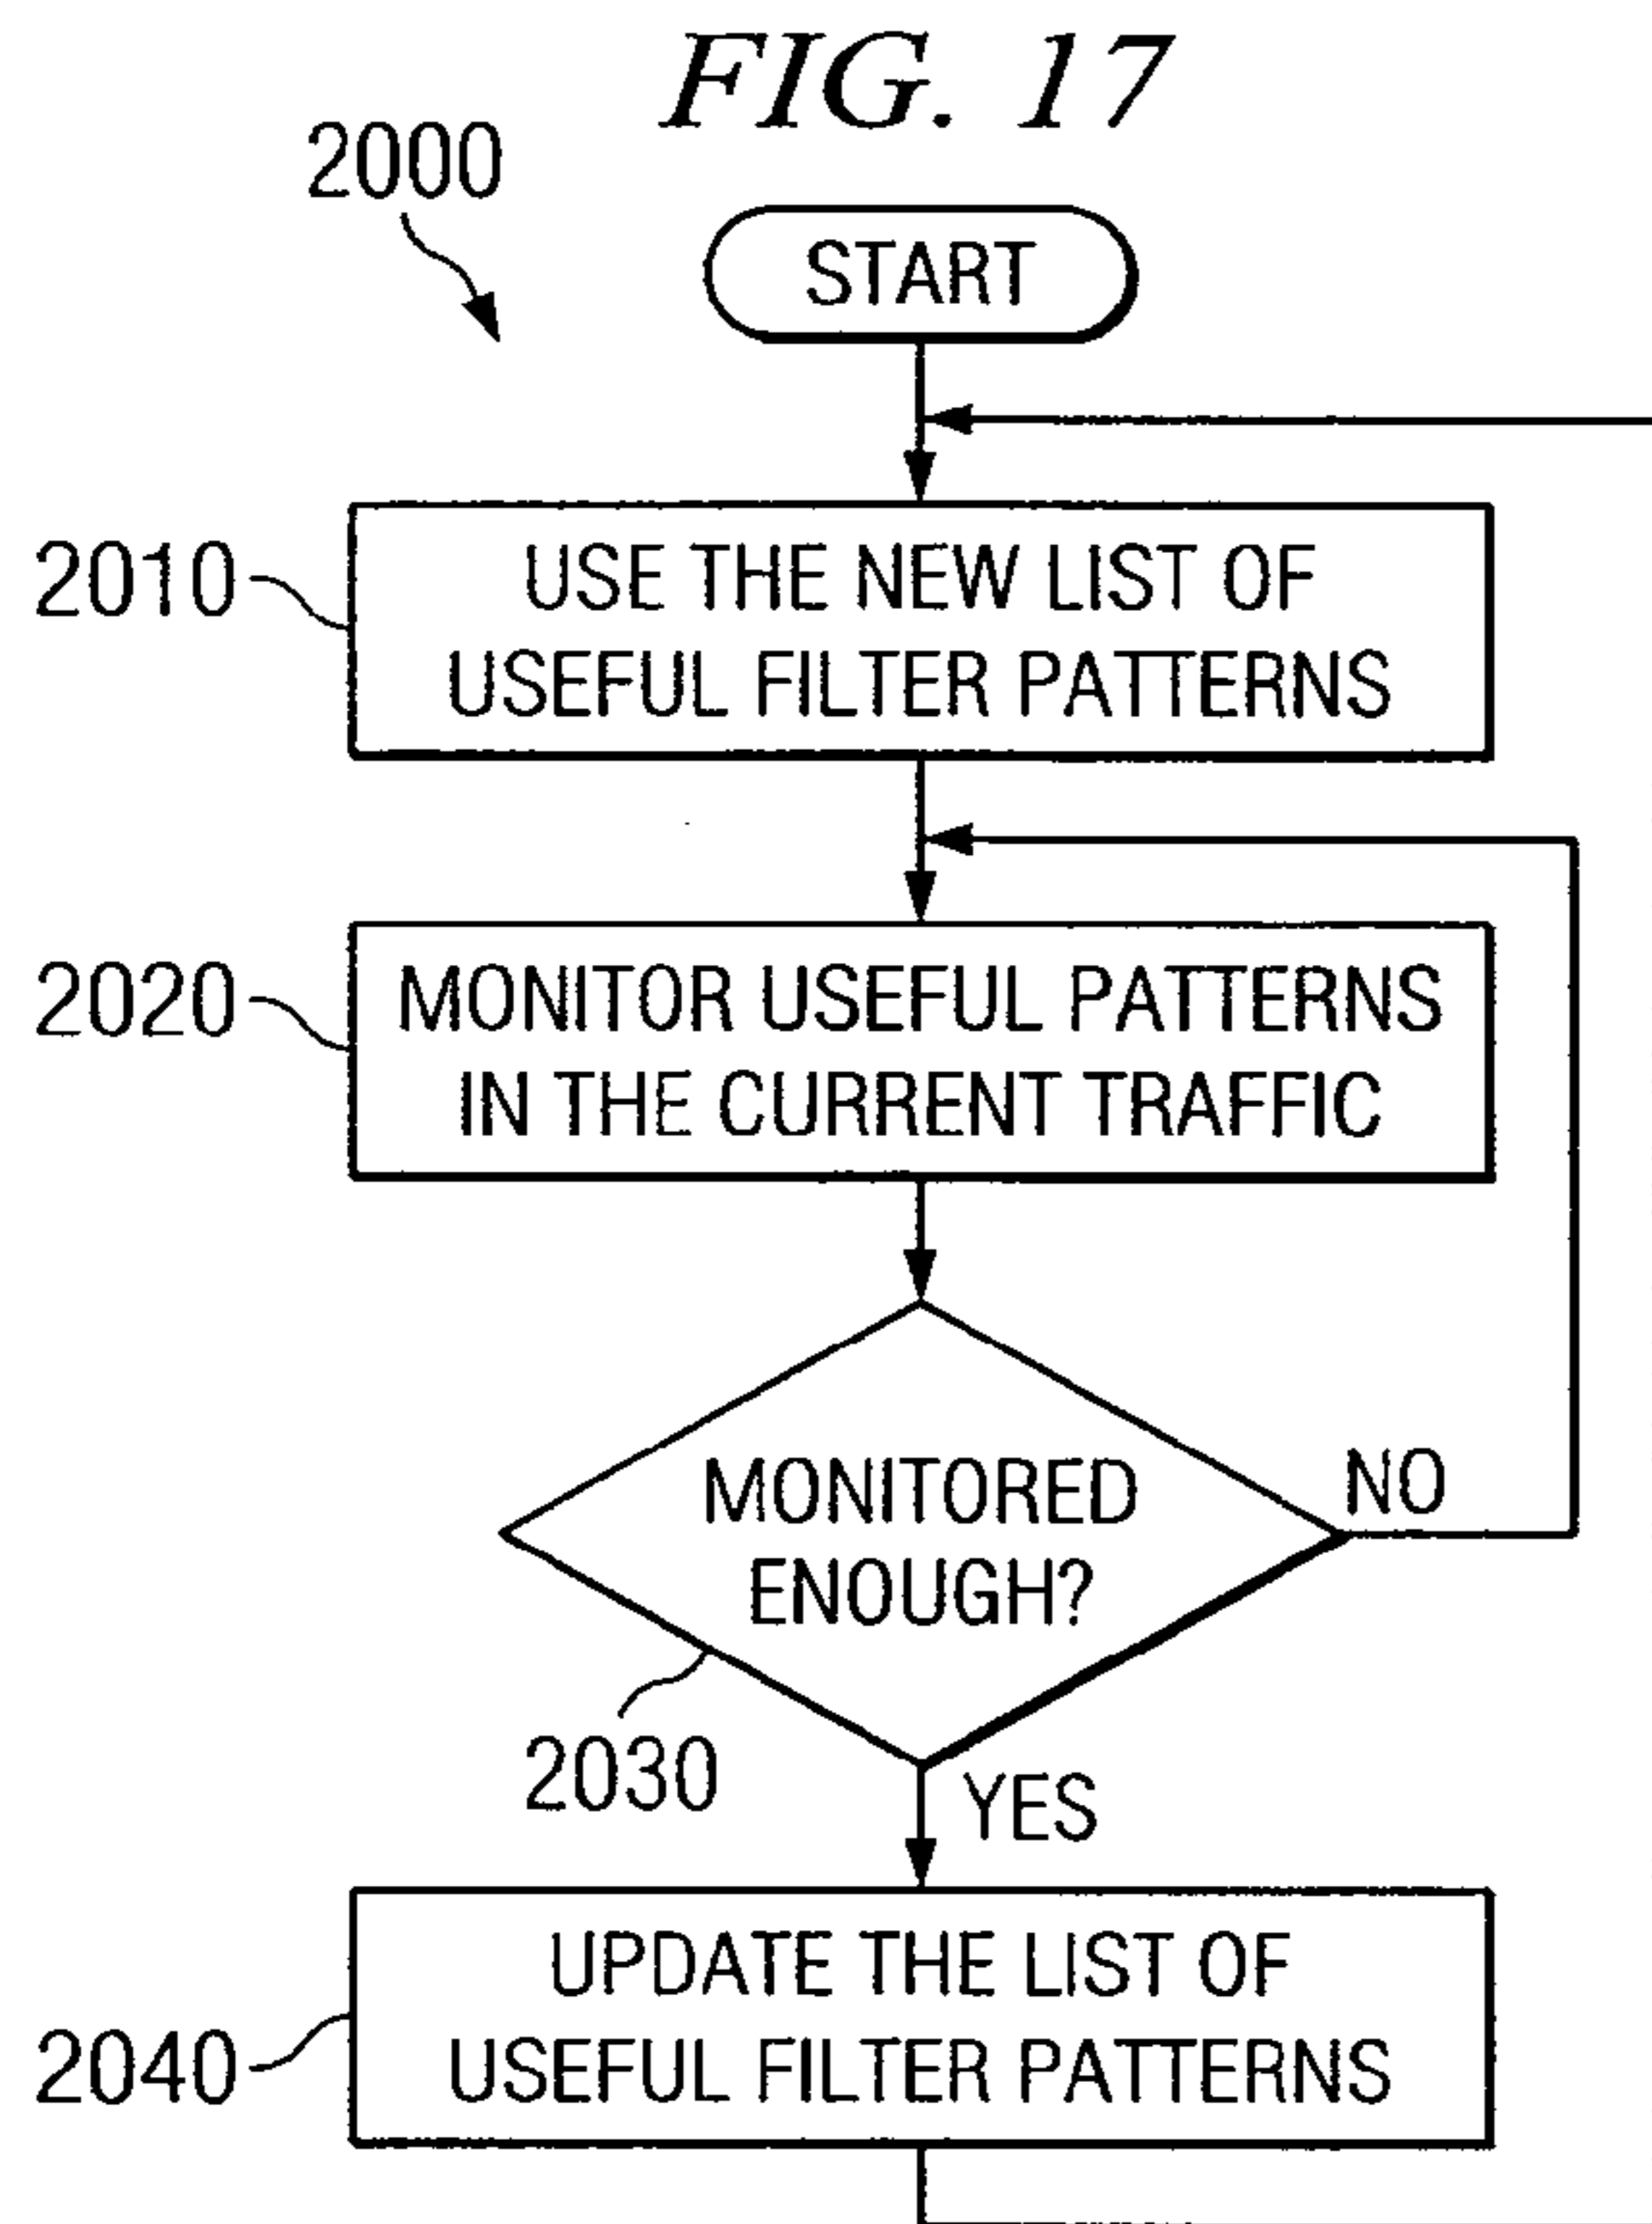 FIG. 17
2000
START
2010
USE THE NEW LIST OF
USEFUL FILTER PATTERNS
2020
MONITOR USEFUL PATTERNS
IN THE CURRENT TRAFFIC
MONITORED
ENOUGH?
NO
2030
YES
2040
UPDATE THE LIST OF
USEFUL FILTER PATTERNS